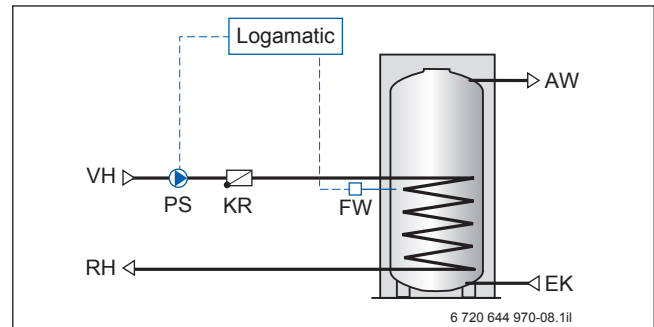 Logamatic
AW
VH
PS
KR
FW
RH
EK
6 720 644 970-08.1il